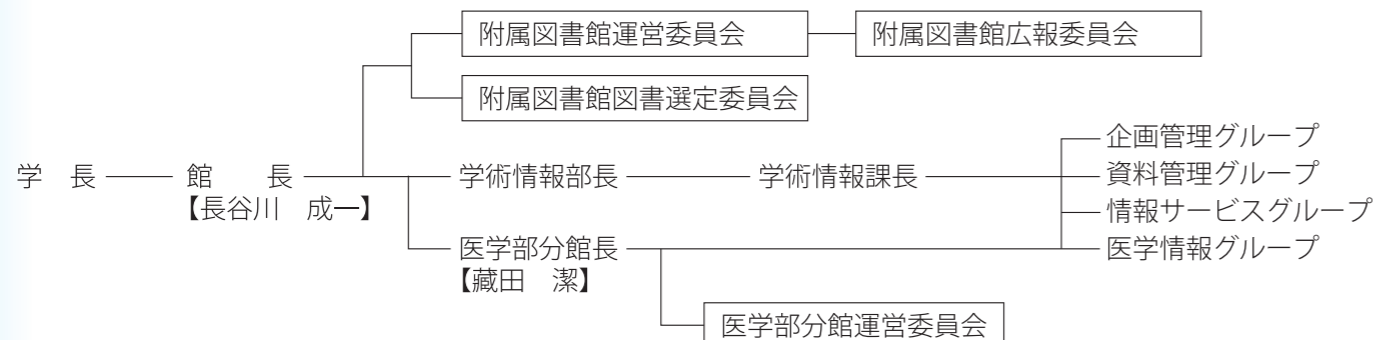 附属図書館運営委員会
附属図書館広報委員会
附属図書館図書選定委員会
企画管理グループ
学　長
館　　長
学術情報部長
学術情報課長
資料管理グループ
【長谷川　成一】
情報サービスグループ
医学部分館長
医学情報グループ
【藏田　潔】
医学部分館運営委員会